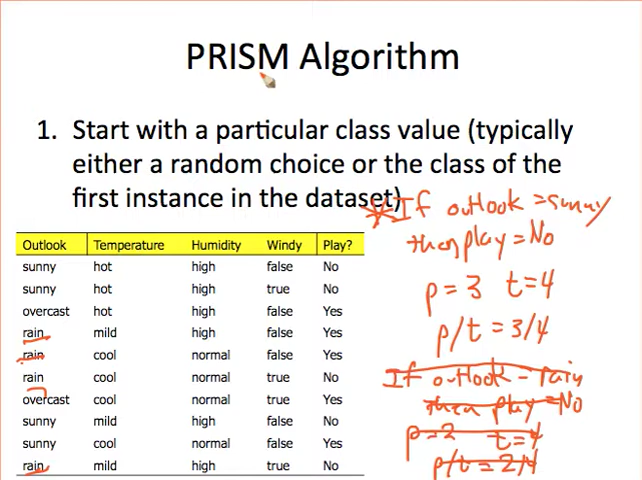 PRISM Algorithm
1. Start with a particular class value (typically
either a random choice or the class of the
first instance in the dataset)
Outlook Temperature Humidity Windy Play?
sunny hot high false No
sunny hot high true No
overcast hot high false Yes
rain mild high false Yes
rain cool normal false Yes
rain cool normal true No
overcast cool normal true Yes
sunny mild high false No
sunny cool normal false Yes
rain mild high true No
* If outlook = sunny
then play = No
p = 3 t = 4
p/t = 3/4
If outlook = rain
then play = No
p = 2 t = 4
p/t = 2/4